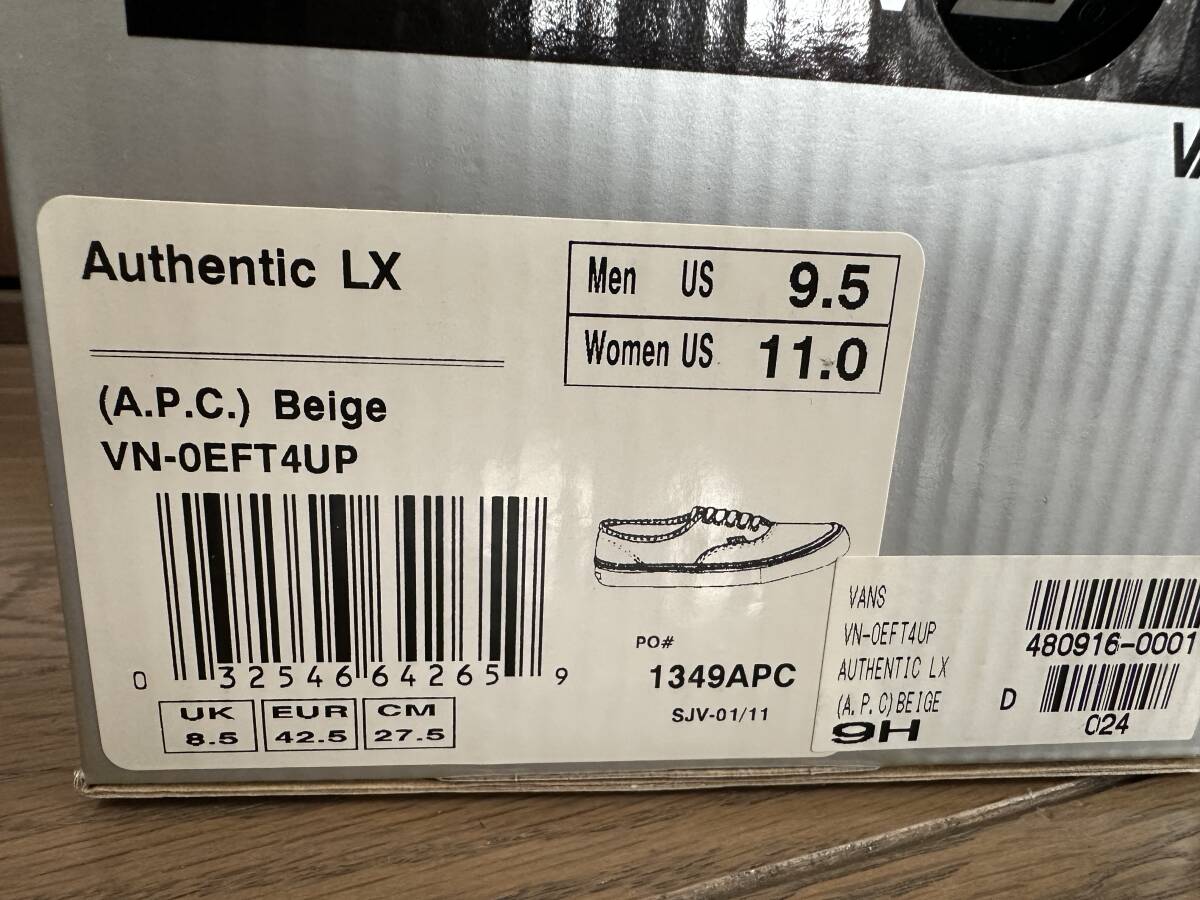 Authentic LX
Men US 9.5
Women US 11.0
(A.P.C.) Beige
VN-0EFT4UP
0 32546 64265 9
UK 8.5
EUR 42.5
CM 27.5
PO#
1349APC
SJV-01/11
VANS
VN-0EFT4UP
AUTHENTIC LX
(A.P.C)BEIGE
9H
480916-0001
D
024